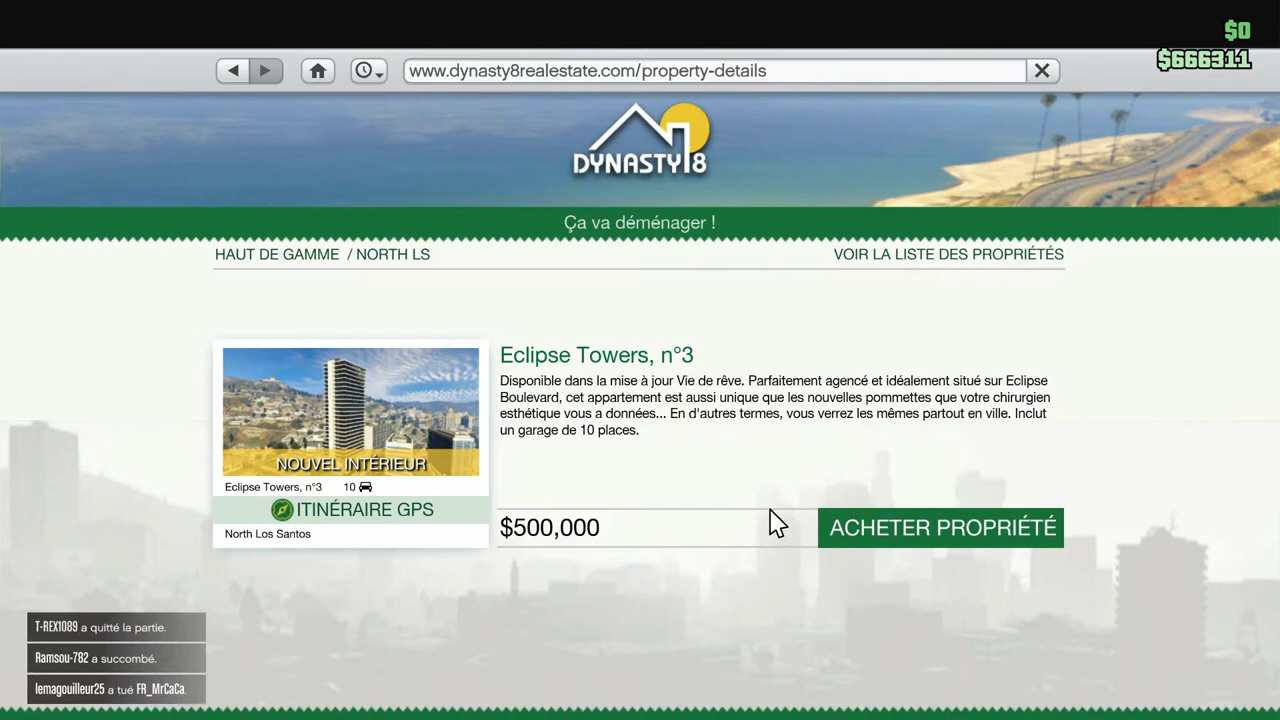 $0
$666311
www.dynasty8realestate.com/property-details
DYNASTY 8
Ça va déménager !
HAUT DE GAMME / NORTH LS
VOIR LA LISTE DES PROPRIÉTÉS
NOUVEL INTÉRIEUR
Eclipse Towers, n°3 10
ITINÉRAIRE GPS
North Los Santos
Eclipse Towers, n°3
Disponible dans la mise à jour Vie de rêve. Parfaitement agencé et idéalement situé sur Eclipse
Boulevard, cet appartement est aussi unique que les nouvelles pommettes que votre chirurgien
esthétique vous a données... En d'autres termes, vous verrez les mêmes partout en ville. Inclut
un garage de 10 places.
$500,000
ACHETER PROPRIÉTÉ
T-REX1089 a quitté la partie.
Ramsou-782 a succombé.
lemagouilleur25 a tué FR_MrCaCa.